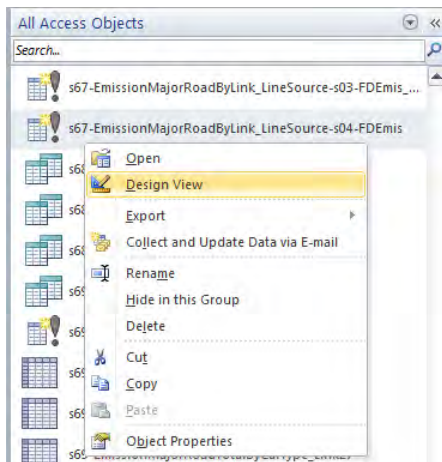 All Access Objects
Search...
s67-EmissionMajorRoadByLink_LineSource-s03-FDEmis_...
s67-EmissionMajorRoadByLink_LineSource-s04-FDEmis
Open
Design View
Export
Collect and Update Data via E-mail
Rename
Hide in this Group
Delete
Cut
Copy
Paste
Object Properties